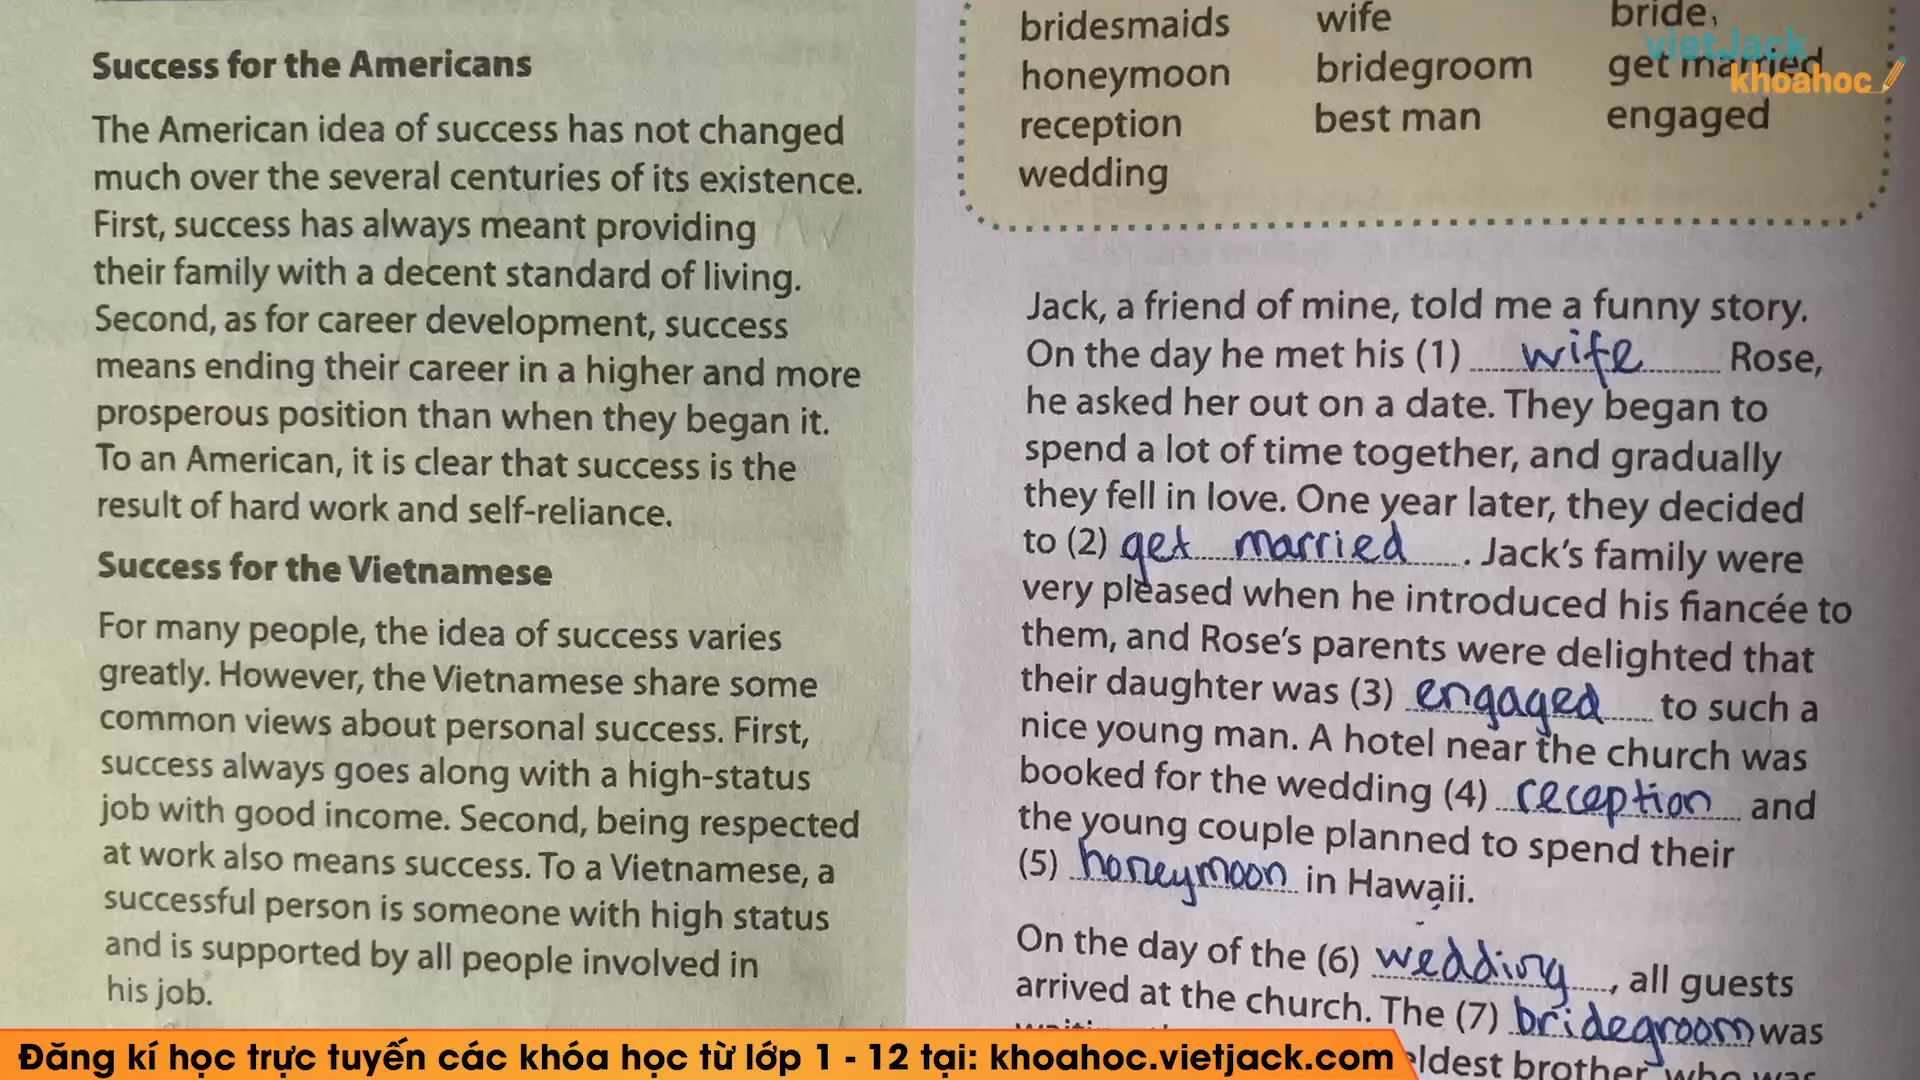 Success for the Americans
The American idea of success has not changed
much over the several centuries of its existence.
First, success has always meant providing
their family with a decent standard of living.
Second, as for career development, success
means ending their career in a higher and more
prosperous position than when they began it.
To an American, it is clear that success is the
result of hard work and self-reliance.
Success for the Vietnamese
For many people, the idea of success varies
greatly. However, the Vietnamese share some
common views about personal success. First,
success always goes along with a high-status
job with good income. Second, being respected
at work also means success. To a Vietnamese, a
successful person is someone with high status
and is supported by all people involved in
his job.
bridesmaids wife bride
honeymoon bridegroom get married
reception best man engaged
wedding
vietJack
khoahoc
Jack, a friend of mine, told me a funny story.
On the day he met his (1) wife Rose,
he asked her out on a date. They began to
spend a lot of time together, and gradually
they fell in love. One year later, they decided
to (2) get married. Jack's family were
very pleased when he introduced his fiancée to
them, and Rose's parents were delighted that
their daughter was (3) engaged to such a
nice young man. A hotel near the church was
booked for the wedding (4) reception and
the young couple planned to spend their
(5) honeymoon in Hawaii.
On the day of the (6) wedding, all guests
arrived at the church. The (7) bridegroom was
eldest brother who was
Đăng kí học trực tuyến các khóa học từ lớp 1 - 12 tại: khoahoc.vietjack.com